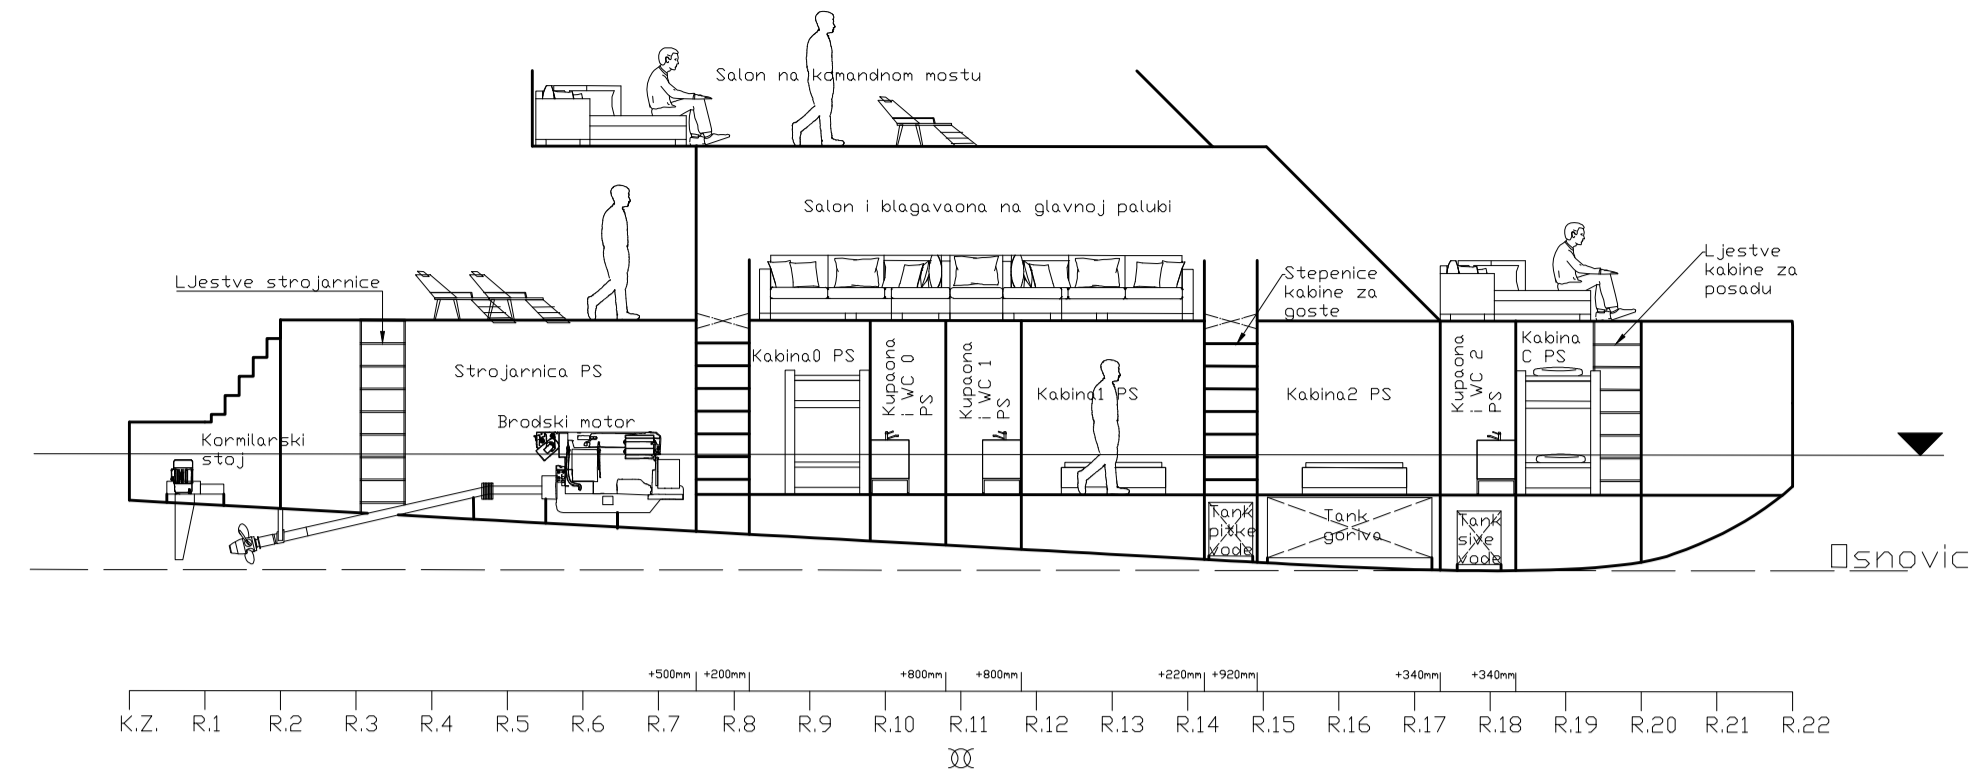 Salon na komandnom mostu
Salon i blagavaona na glavnoj palubi
LJestve strojarnice
Stepenice
kabine za
goste
Ljestve
kabine za
posadu
Strojarnica PS
Brodski motor
Kormilarski
stoj
Kabina0 PS
Kupaona
i WC 0
PS
Kupaona
i WC 1
PS
Kabina1 PS
Kabina2 PS
Kupaona
i WC 2
PS
Kabina
C PS
Tank
pitke
vode
Tank
goriva
Tank
sive
vode
Osnovic
+500mm +200mm +800mm +800mm +220mm +920mm +340mm +340mm
K.Z. R.1 R.2 R.3 R.4 R.5 R.6 R.7 R.8 R.9 R.10 R.11 R.12 R.13 R.14 R.15 R.16 R.17 R.18 R.19 R.20 R.21 R.22